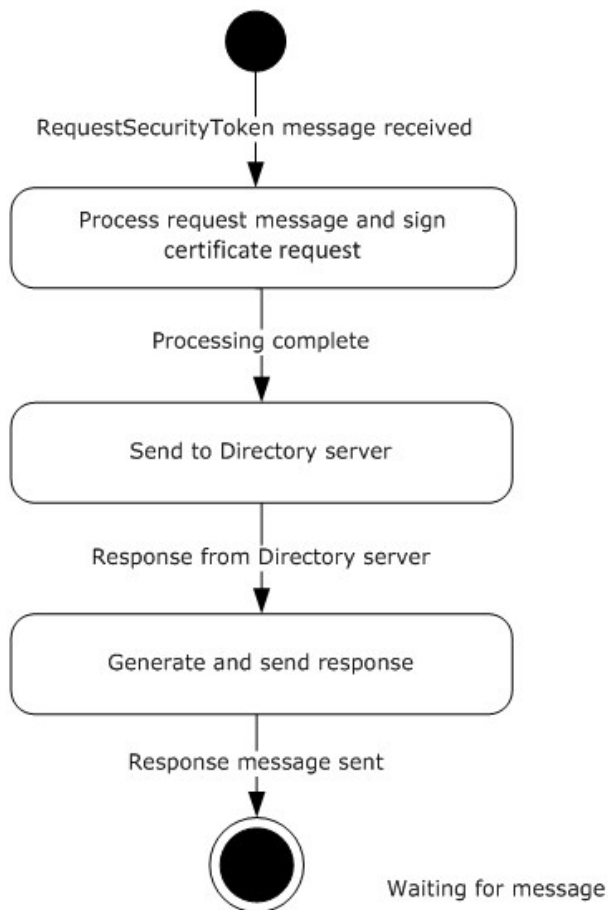 RequestSecurityToken message received
Process request message and sign
certificate request
Processing complete
Send to Directory server
Response from Directory server
Generate and send response
Response message sent
Waiting for message